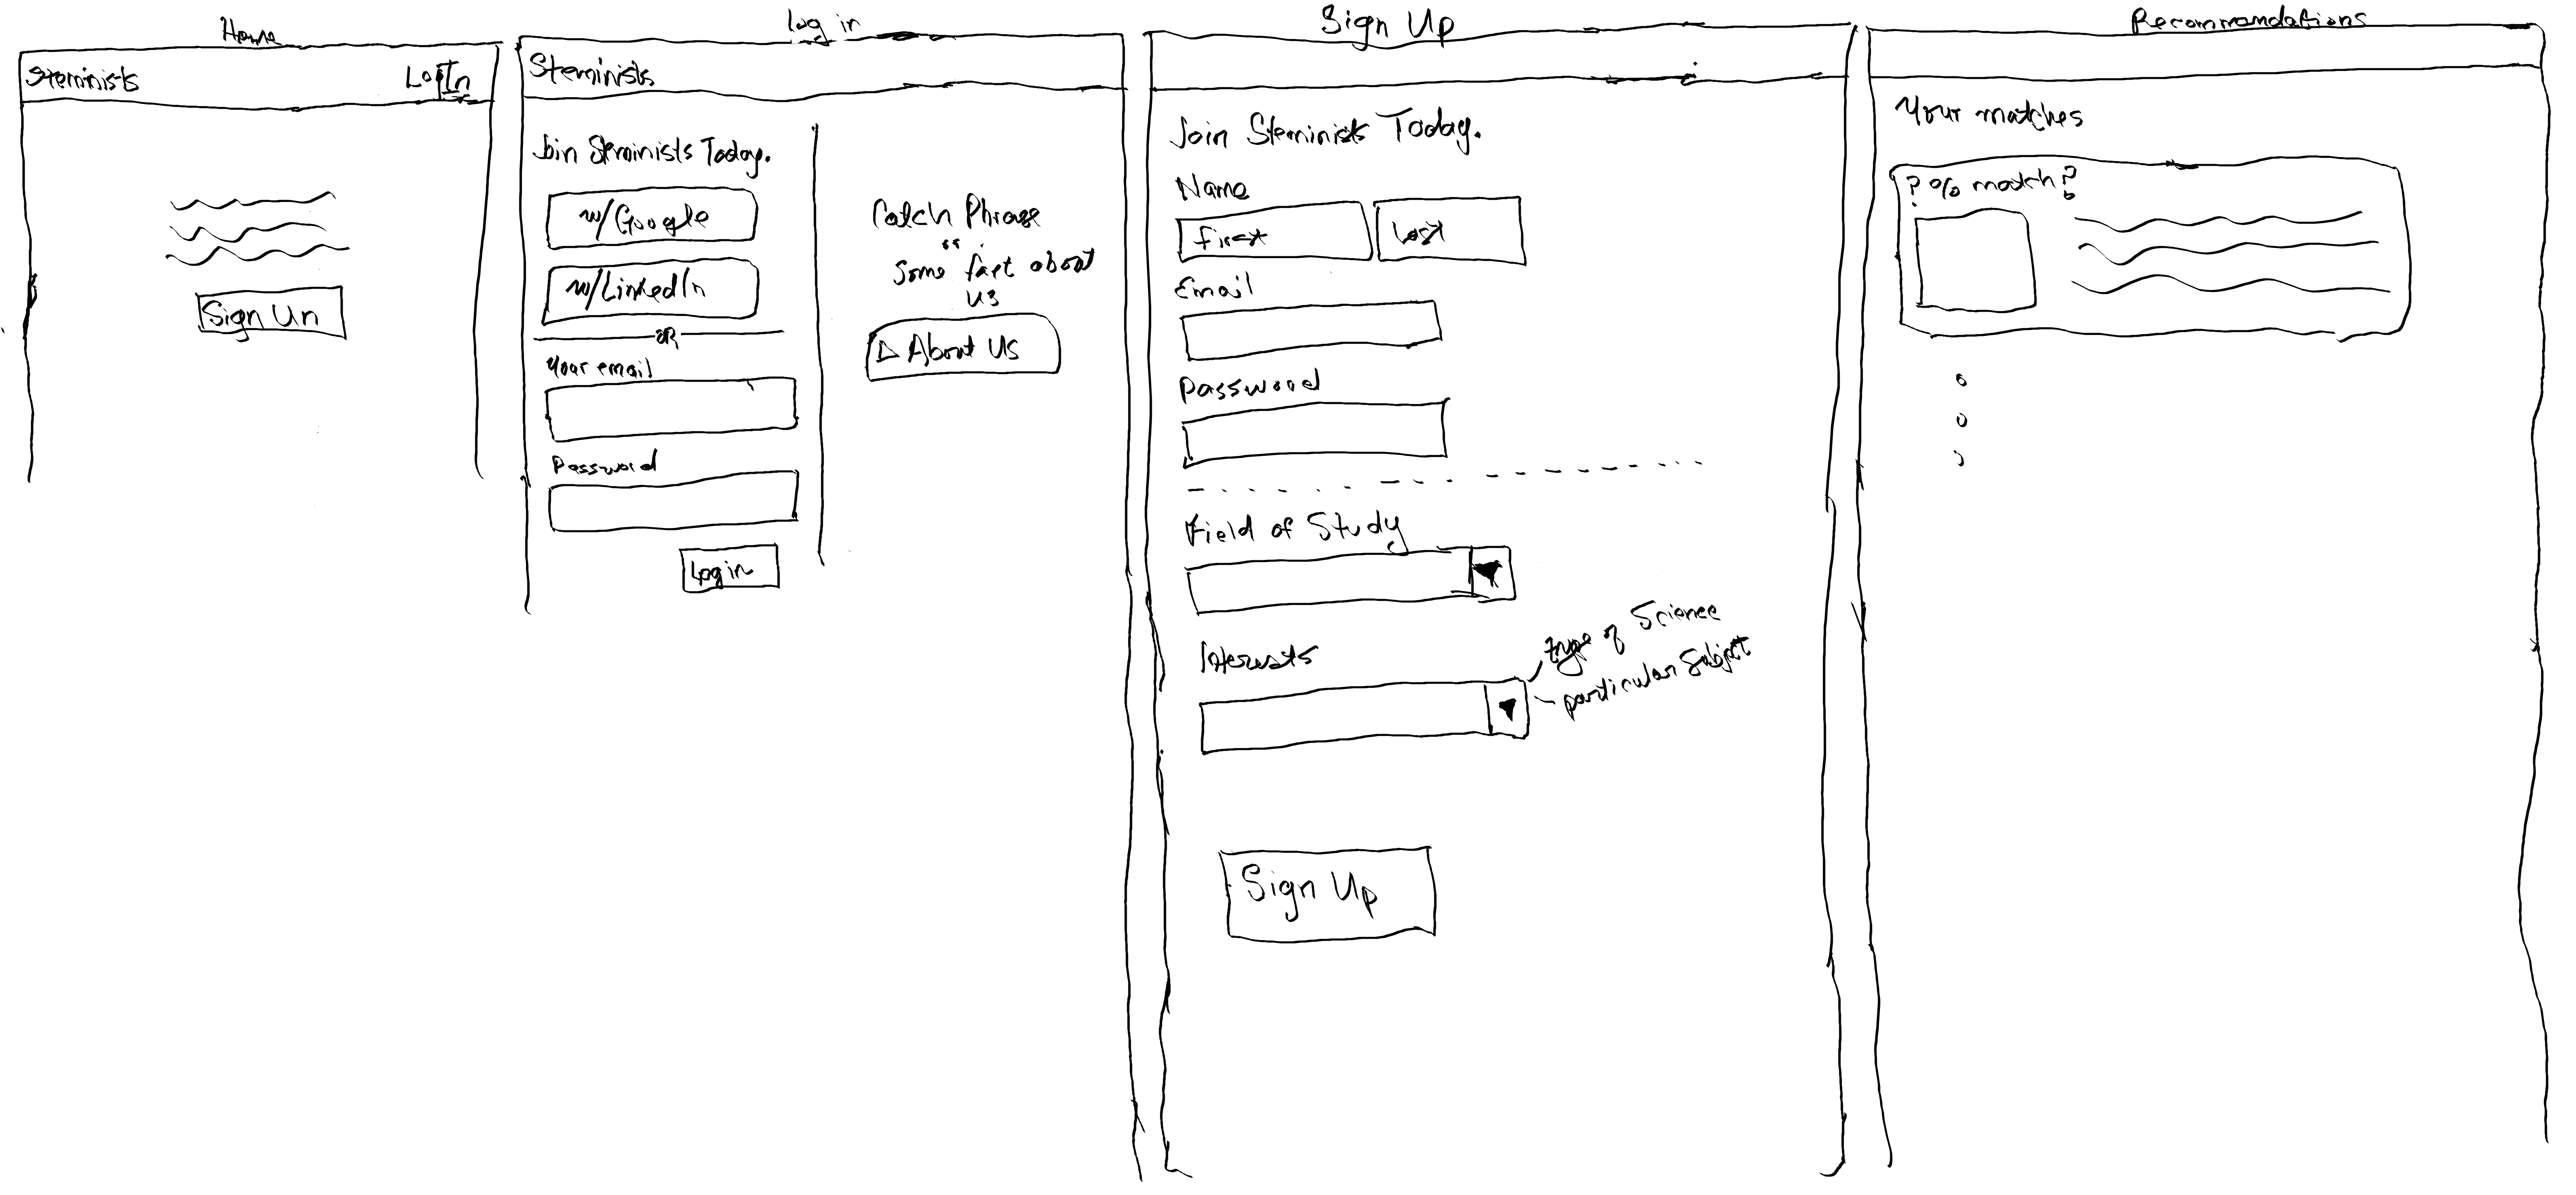 Home
Steminists
LogIn
Sign Un
Log in
Steminists
Join Steminists Today.
w/Google
w/LinkedIn
OR
Your email
Password
Login
Catch Phrase
"
Some fact about
us
About Us
Sign Up
Join Steminists Today.
Name
First
Last
Email
Password
Field of Study
Interests
type of Science
particular subject
Sign Up
Recommendations
Your matches
? % match?